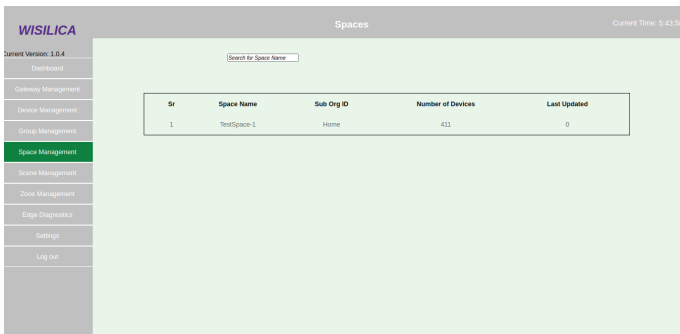 WISILICA
Spaces
Current Time: 5:43:5
Current Version: 1.0.4
Search for Space Name
Dashboard
Gateway Management
Device Management
Group Management
Space Management
Scene Management
Zone Management
Edge Diagnostics
Settings
Log out
Sr Space Name Sub Org ID Number of Devices Last Updated
1 TestSpace-1 Home 411 0